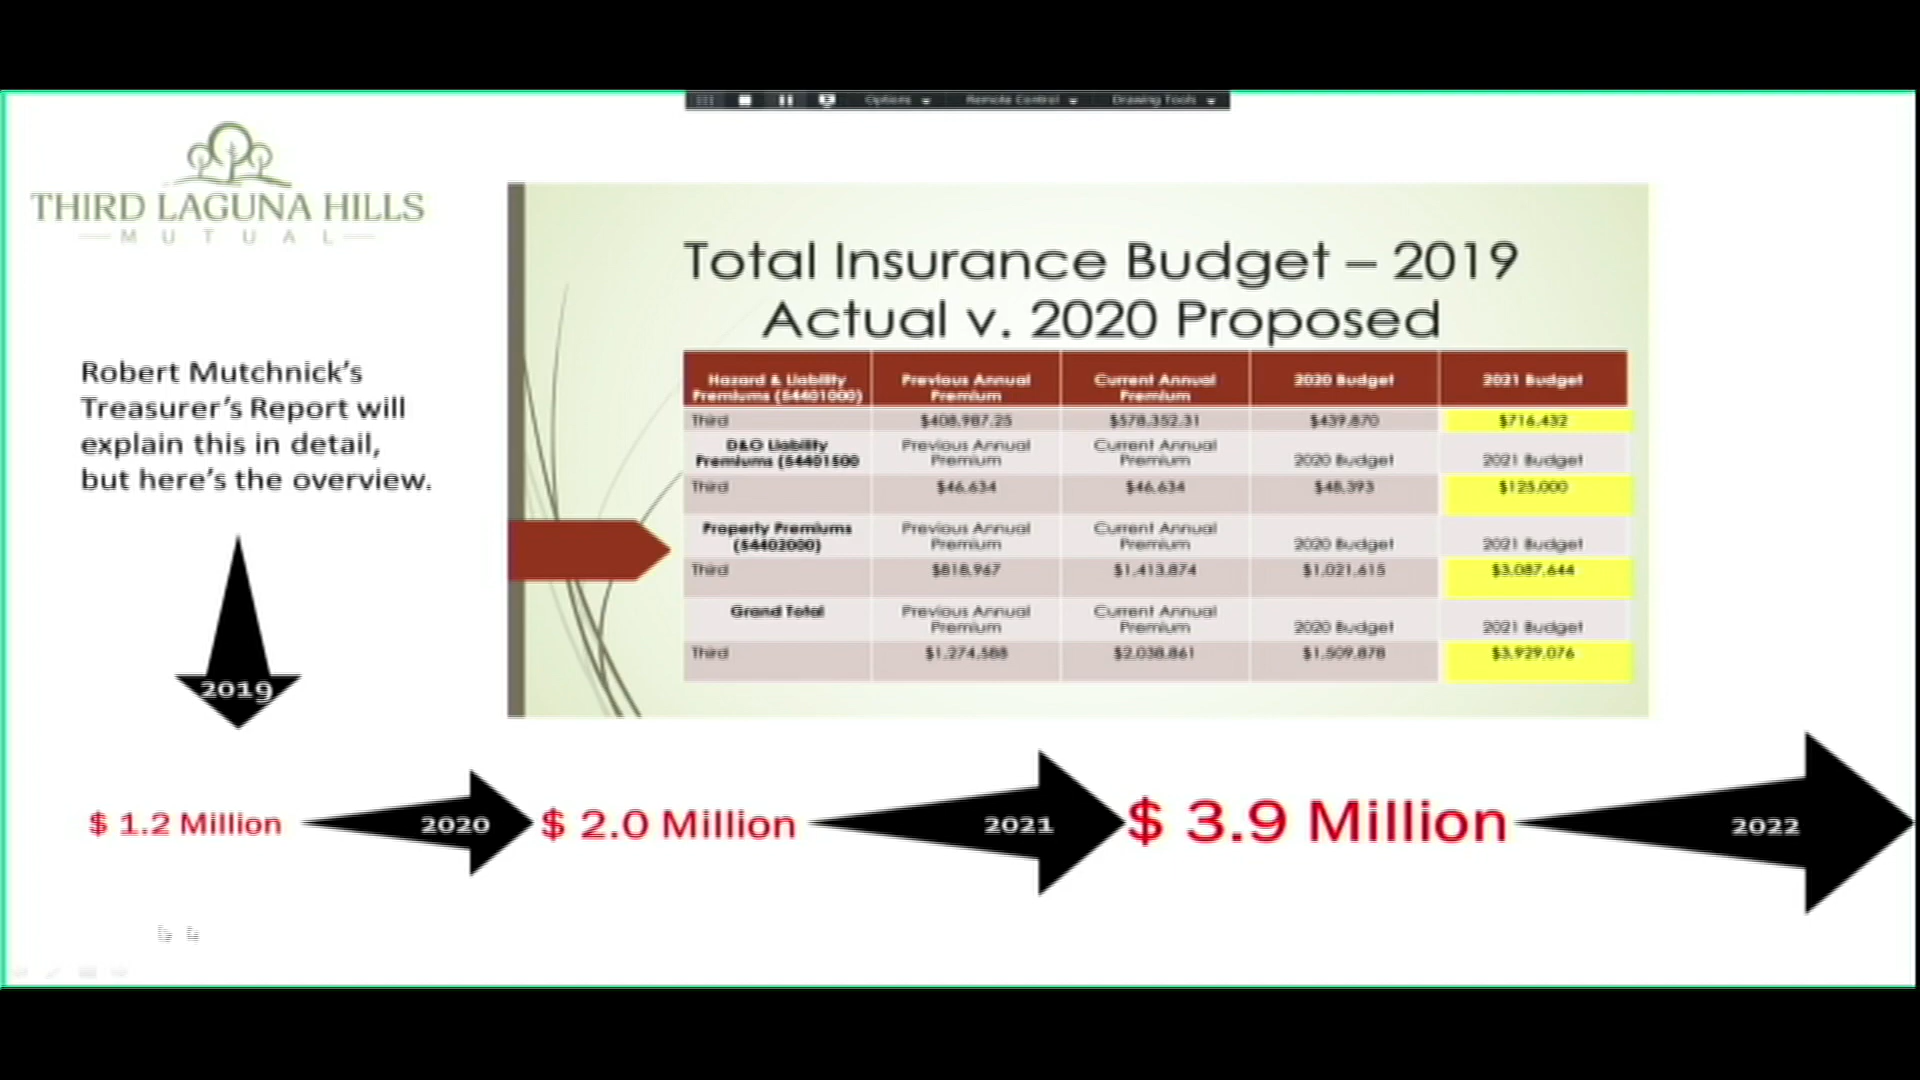 Options
Remote Control
Drawing Tools
THIRD LAGUNA HILLS
MUTUAL
Total Insurance Budget – 2019
Actual v. 2020 Proposed
Robert Mutchnick’s
Treasurer’s Report will
explain this in detail,
but here’s the overview.
Hazard & Liability Premiums (54401000) Previous Annual Premium Current Annual Premium 2020 Budget 2021 Budget
Third $408,987.25 $578,352.31 $439,870 $716,432
D&O Liability Premiums (54401500 Previous Annual Premium Current Annual Premium 2020 Budget 2021 Budget
Third $46,634 $46,634 $48,393 $125,000
Property Premiums (54402000) Previous Annual Premium Current Annual Premium 2020 Budget 2021 Budget
Third $818,967 $1,413,874 $1,021,615 $3,087,644
Grand Total Previous Annual Premium Current Annual Premium 2020 Budget 2021 Budget
Third $1,274,588 $2,038,861 $1,509,878 $3,929,076
2019
$ 1.2 Million 2020 $ 2.0 Million 2021 $ 3.9 Million 2022